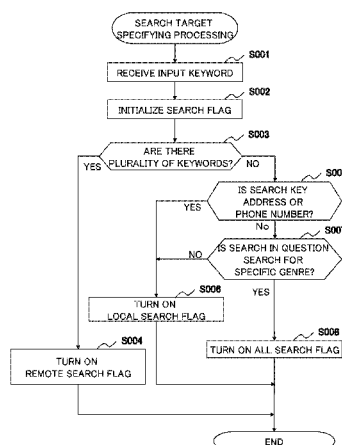 SEARCH TARGET
SPECIFYING PROCESSING
S001
RECEIVE INPUT KEYWORD
S002
INITIALIZE SEARCH FLAG
S003
ARE THERE
PLURALITY OF KEYWORDS?
YES
NO
S00
IS SEARCH KEY
ADDRESS OR
PHONE NUMBER?
YES
No
S00
IS SEARCH IN QUESTION
SEARCH FOR
SPECIFIC GENRE?
NO
YES
S006
TURN ON
LOCAL SEARCH FLAG
S008
TURN ON ALL SEARCH FLAG
S004
TURN ON
REMOTE SEARCH FLAG
END